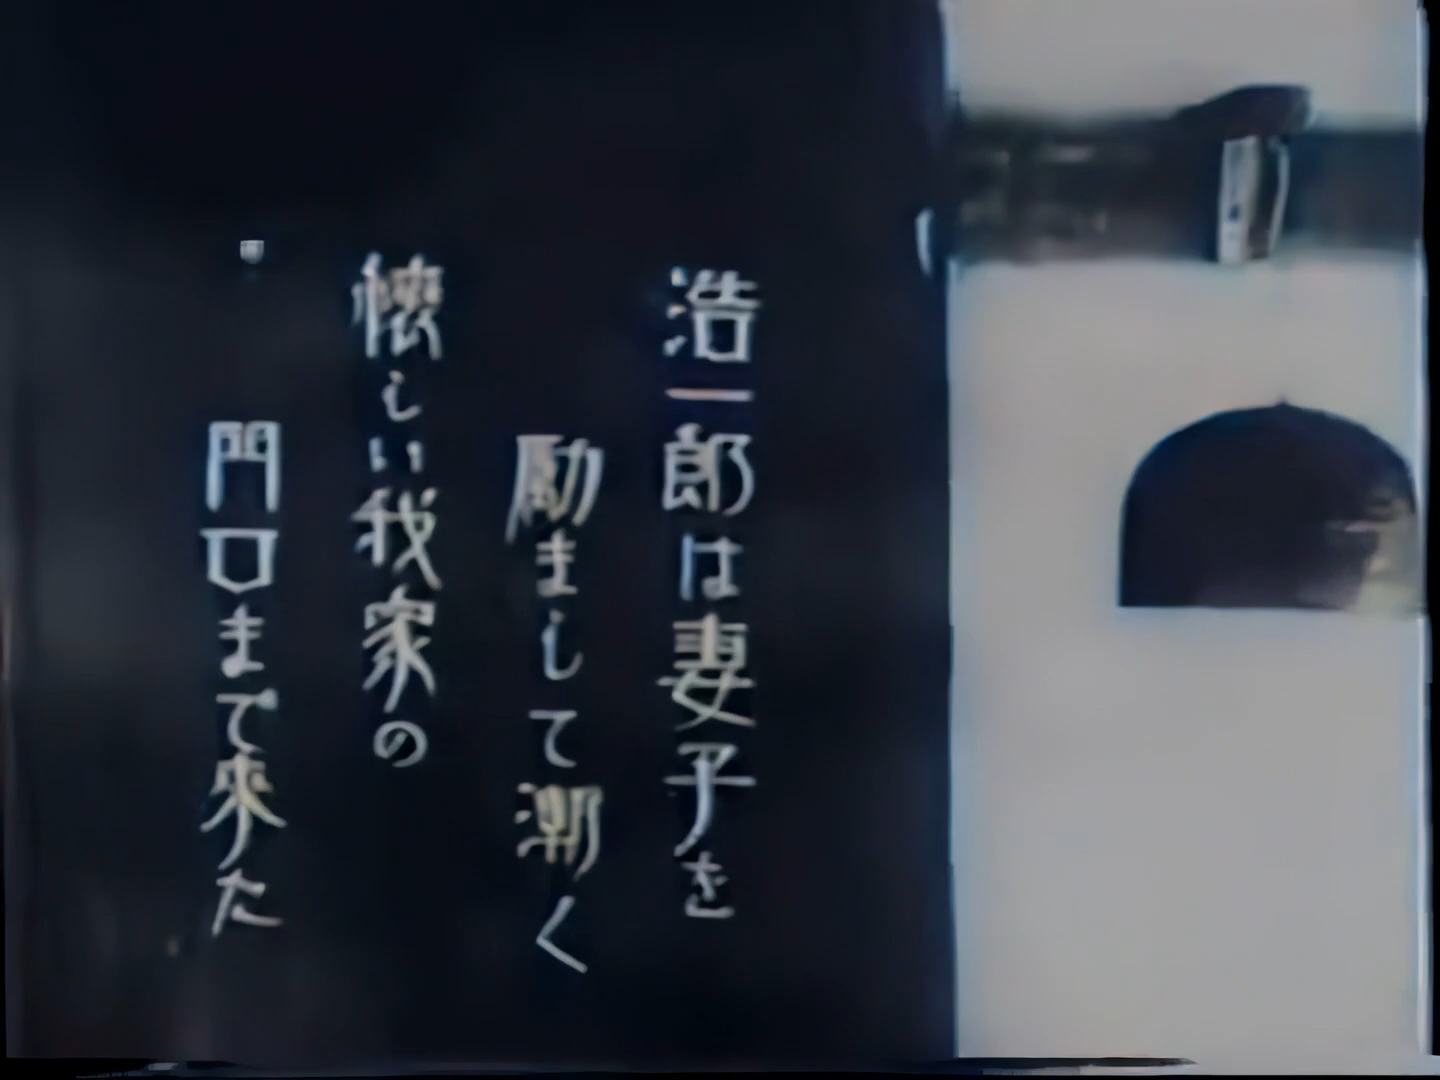 浩一郎は妻子を
励まして漸く
懐しい我家の
門口まで来た